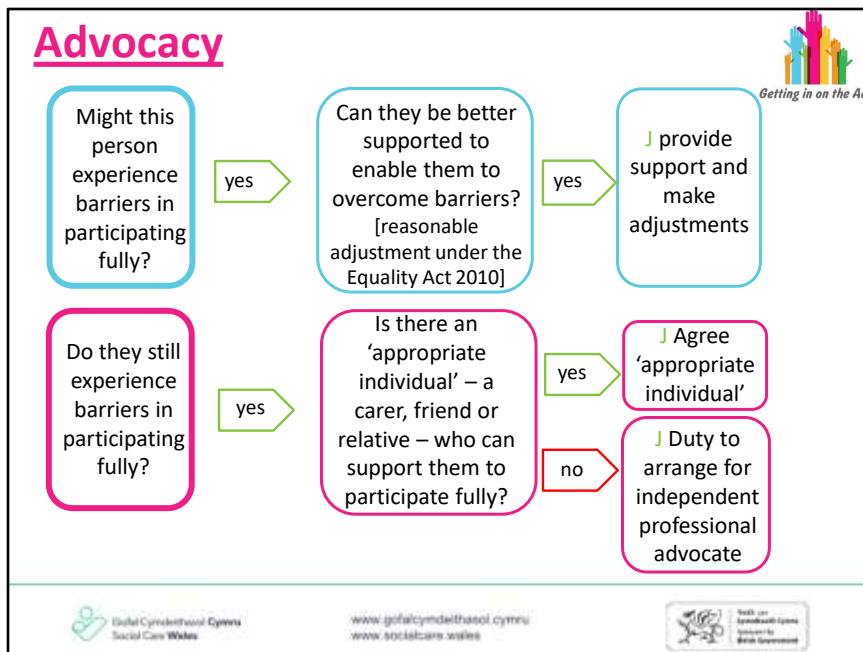 Advocacy
Getting in on the Ac
Might this
person
experience
barriers in
participating
fully?
yes
Can they be better
supported to
enable them to
overcome barriers?
[reasonable
adjustment under the
Equality Act 2010]
yes
J provide
support and
make
adjustments
Do they still
experience
barriers in
participating
fully?
yes
Is there an
‘appropriate
individual’ – a
carer, friend or
relative – who can
support them to
participate fully?
yes
J Agree
‘appropriate
individual’
no
J Duty to
arrange for
independent
professional
advocate
Gofal Cymdeithasol Cymru
Social Care Wales
www.gofalcymdeithasol.cymru
www.socialcare.wales
Welsh Government